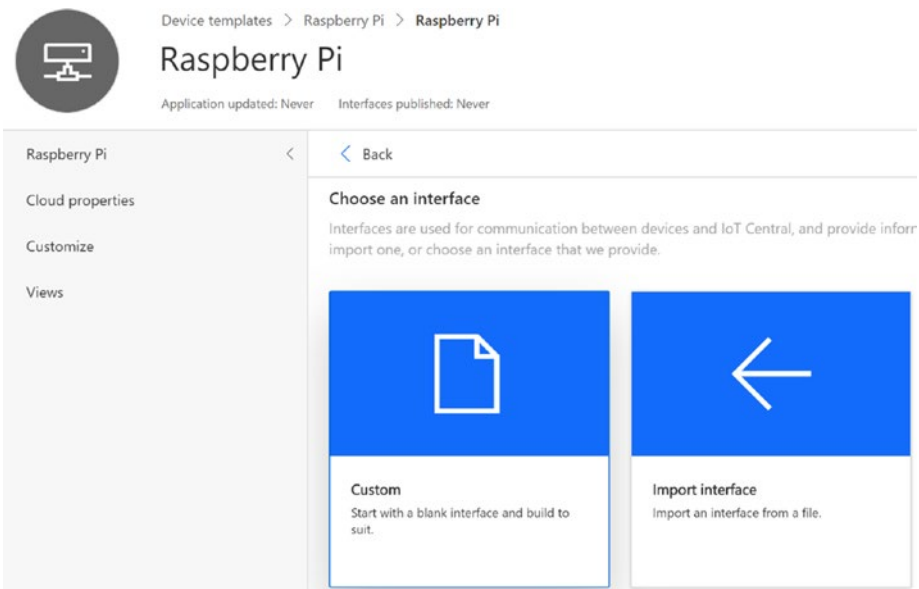 Device templates > Raspberry Pi > Raspberry Pi
Raspberry Pi
Application updated: Never Interfaces published: Never
Raspberry Pi
Cloud properties
Customize
Views
Back
Choose an interface
Interfaces are used for communication between devices and IoT Central, and provide infor
import one, or choose an interface that we provide.
Custom
Start with a blank interface and build to
suit.
Import interface
Import an interface from a file.